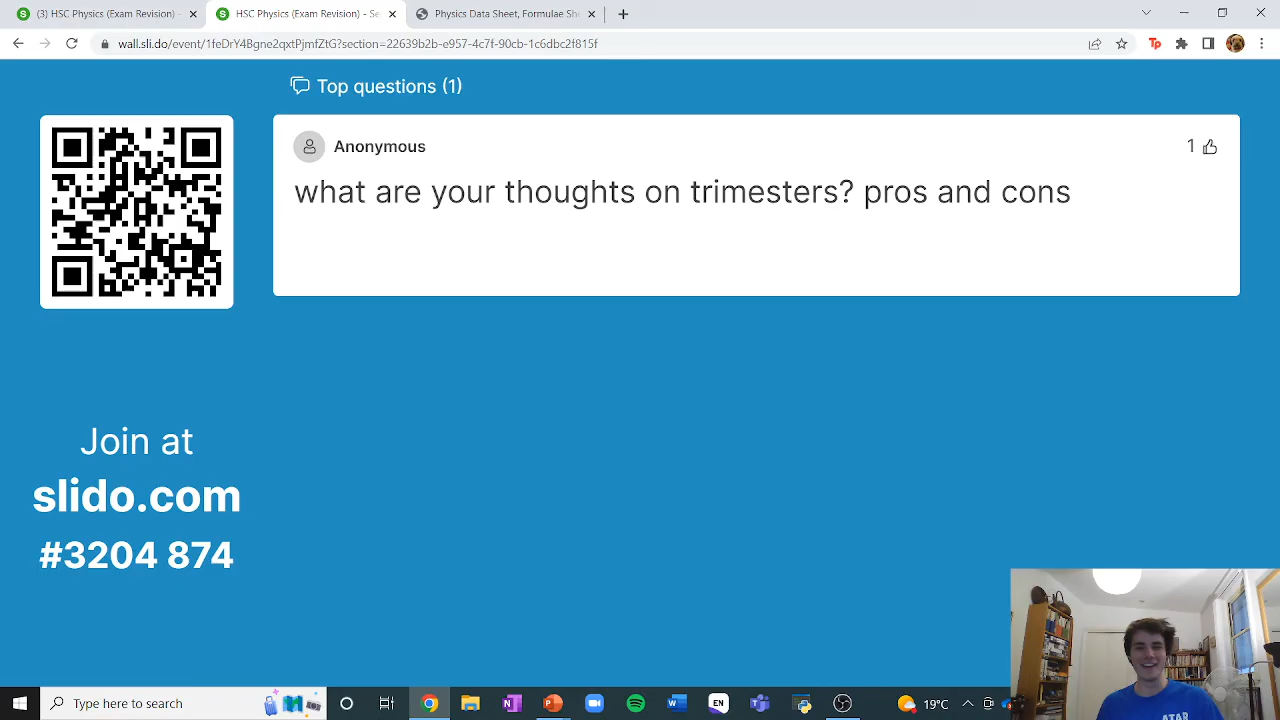 (3) HSC Physics (Exam Revision) -
HSC Physics (Exam Revision) - Se
Physics Data Sheet, Formulae She
wall.sli.do/event/1feDrY4Bgne2qxtPjmfZtG?section=22639b2b-e957-4c7f-90cb-1c6dbc2f815f
Top questions (1)
Anonymous
1
what are your thoughts on trimesters? pros and cons
Join at
slido.com
#3204 874
ATAR
Type here to search
EN
19°C